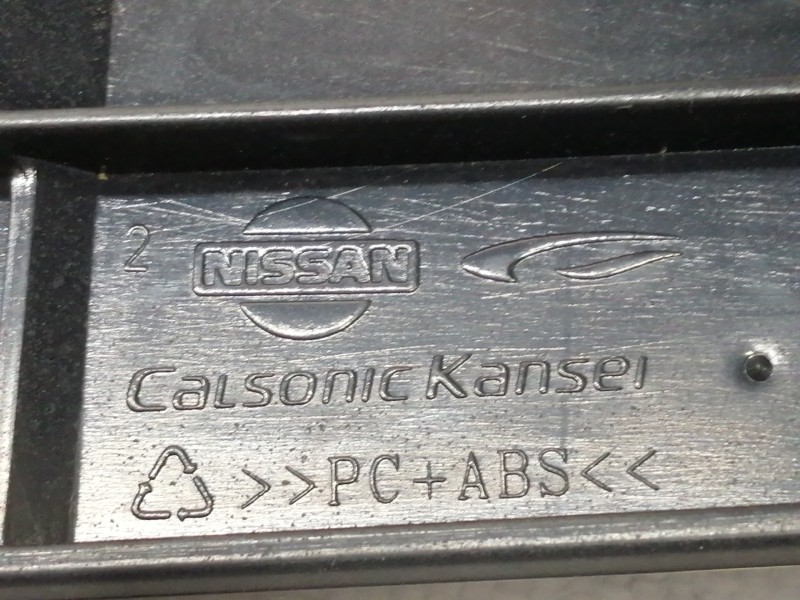 2 NISSAN
Calsonic Kansei
>>PC+ABS<<